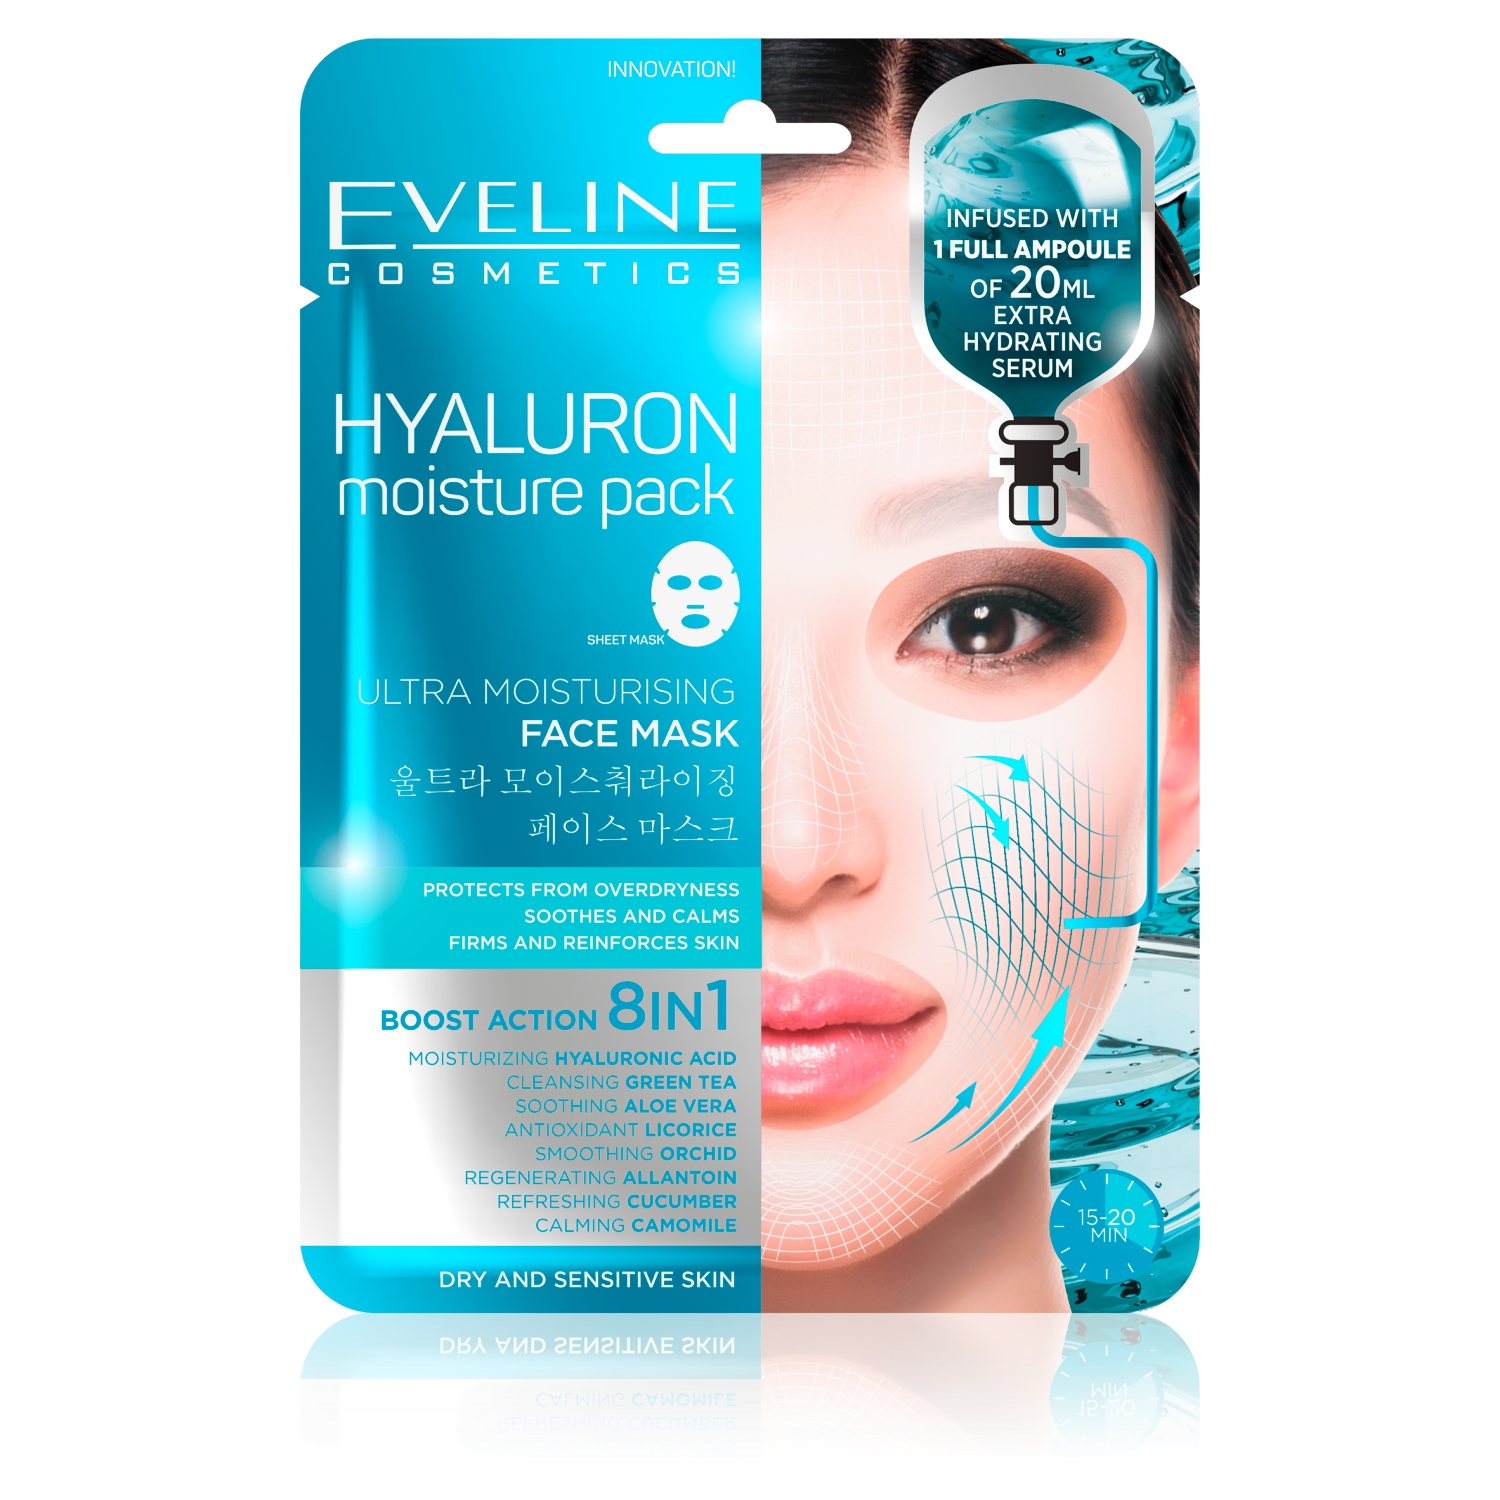 INNOVATION!
EVELINE
COSMETICS
HYALURON
moisture pack
SHEET MASK
ULTRA MOISTURISING
FACE MASK
울트라 모이스춰라이징
페이스 마스크
PROTECTS FROM OVERDRYNESS
SOOTHES AND CALMS
FIRMS AND REINFORCES SKIN
BOOST ACTION 8IN1
MOISTURIZING HYALURONIC ACID
CLEANSING GREEN TEA
SOOTHING ALOE VERA
ANTIOXIDANT LICORICE
SMOOTHING ORCHID
REGENERATING ALLANTOIN
REFRESHING CUCUMBER
CALMING CAMOMILE
DRY AND SENSITIVE SKIN
INFUSED WITH
1 FULL AMPOULE
OF 20ML
EXTRA
HYDRATING
SERUM
15-20
MIN